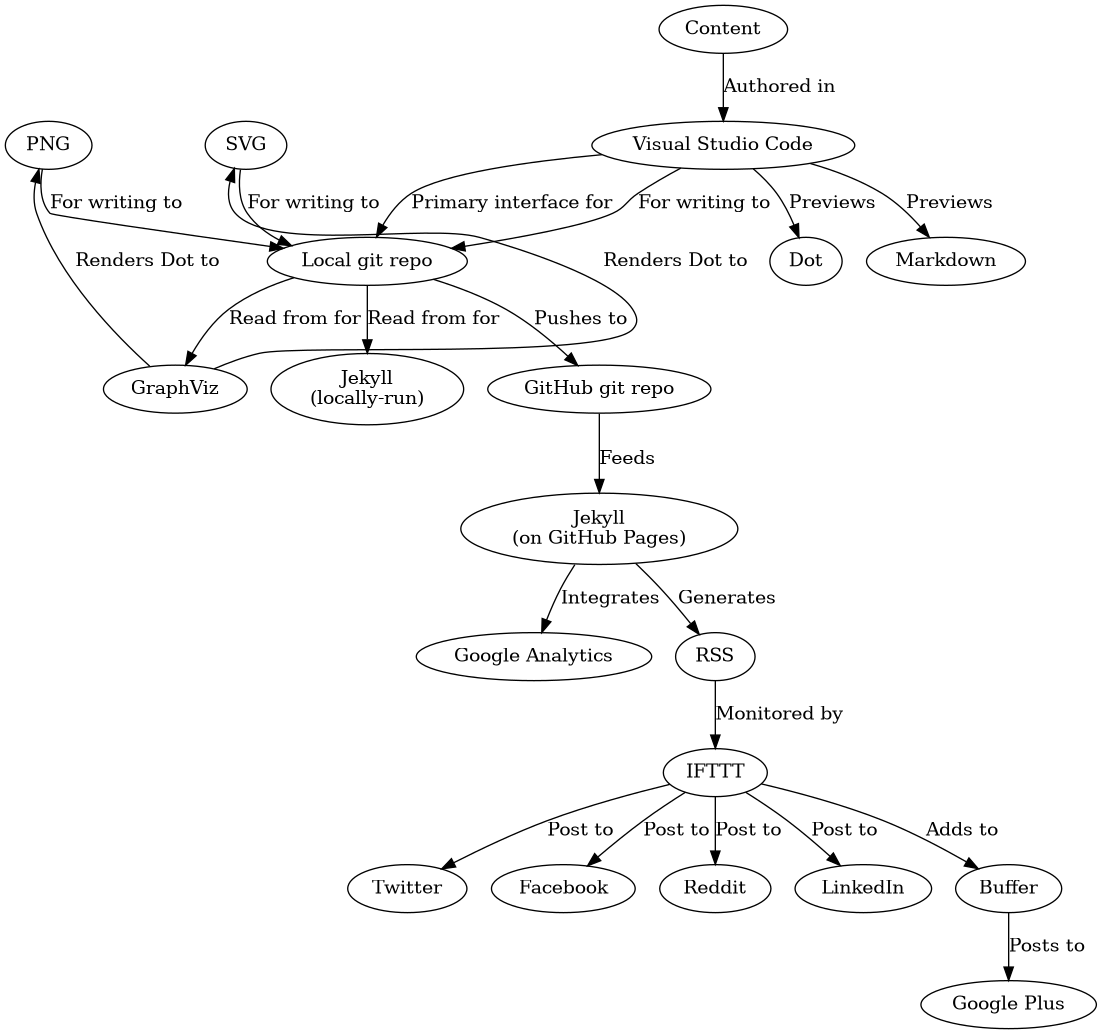 Content
Authored in
PNG
SVG
Visual Studio Code
For writing to
For writing to
Primary interface for
For writing to
Previews
Previews
Renders Dot to
Local git repo
Renders Dot to
Dot
Markdown
Read from for
Read from for
Pushes to
GraphViz
Jekyll
(locally-run)
GitHub git repo
Feeds
Jekyll
(on GitHub Pages)
Integrates
Generates
Google Analytics
RSS
Monitored by
IFTTT
Post to
Post to
Post to
Post to
Adds to
Twitter
Facebook
Reddit
LinkedIn
Buffer
Posts to
Google Plus